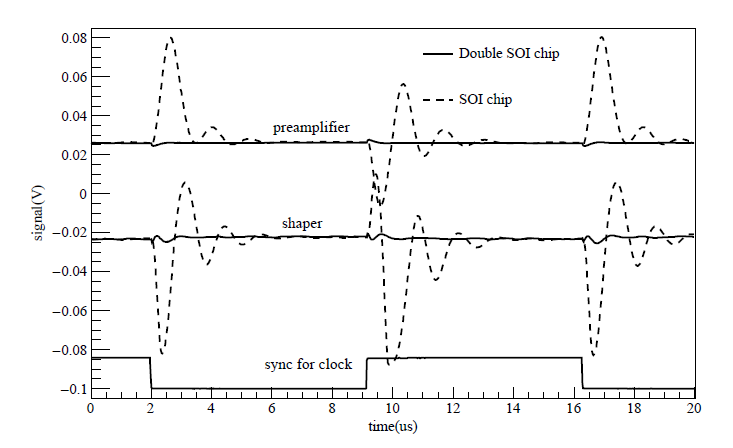 0.08
Double SOI chip
0.06
SOI chip
0.04
preamplifier
0.02
0
signal(V)
shaper
−0.02
−0.04
−0.06
−0.08
sync for clock
−0.1
0 2 4 6 8 10 12 14 16 18 20
time(us)